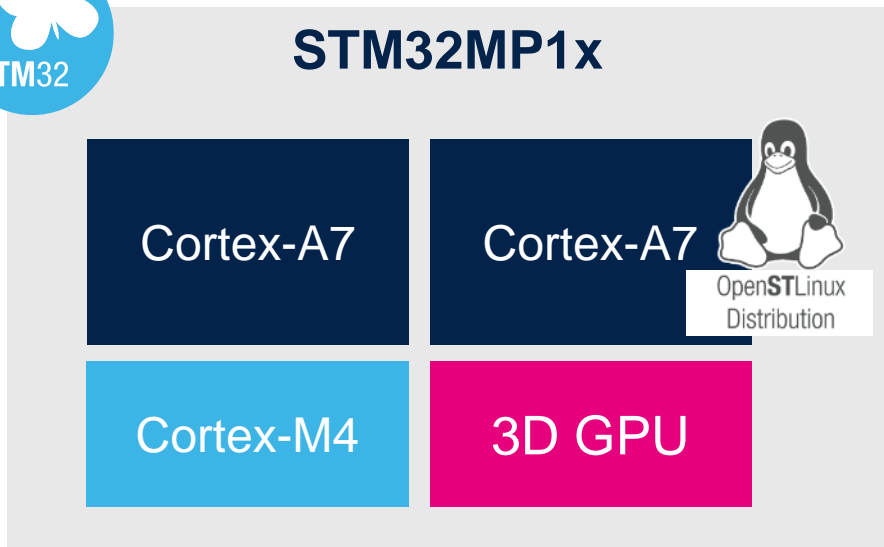 STM32MP1x
TM32
Cortex-A7
Cortex-A7
OpenSTLinux
Distribution
Cortex-M4
3D GPU